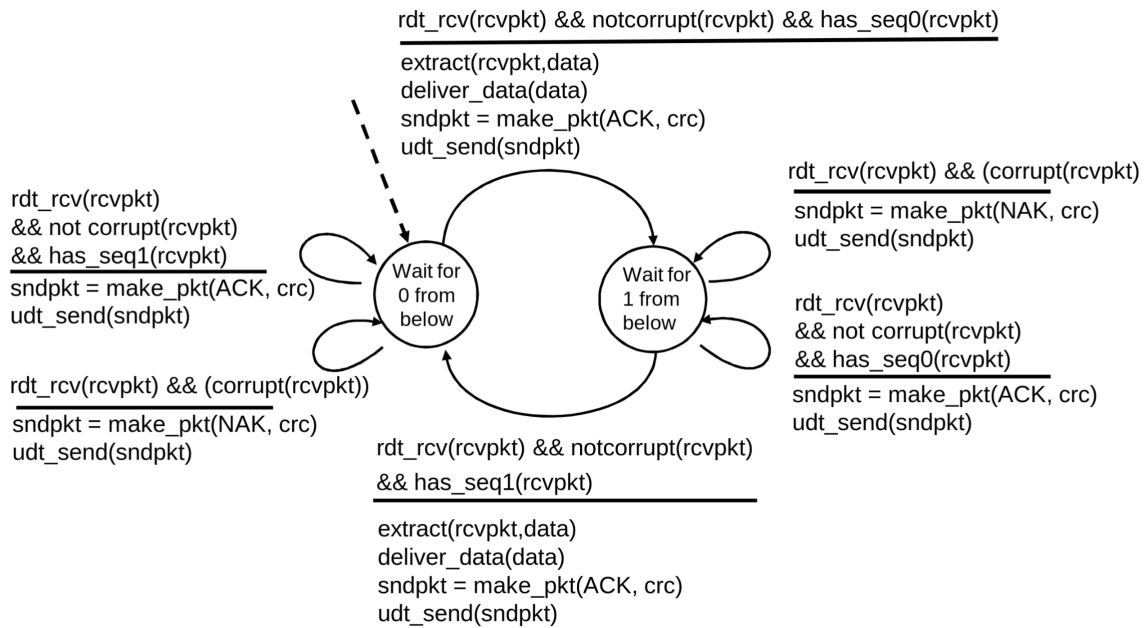 rdt_rcv(rcvpkt) && notcorrupt(rcvpkt) && has_seq0(rcvpkt)
extract(rcvpkt,data)
deliver_data(data)
sndpkt = make_pkt(ACK, crc)
udt_send(sndpkt)
rdt_rcv(rcvpkt)
&& not corrupt(rcvpkt)
&& has_seq1(rcvpkt)
sndpkt = make_pkt(ACK, crc)
udt_send(sndpkt)
rdt_rcv(rcvpkt) && (corrupt(rcvpkt))
sndpkt = make_pkt(NAK, crc)
udt_send(sndpkt)
Wait for
0 from
below
Wait for
1 from
below
rdt_rcv(rcvpkt) && (corrupt(rcvpkt)
sndpkt = make_pkt(NAK, crc)
udt_send(sndpkt)
rdt_rcv(rcvpkt)
&& not corrupt(rcvpkt)
&& has_seq0(rcvpkt)
sndpkt = make_pkt(ACK, crc)
udt_send(sndpkt)
rdt_rcv(rcvpkt) && notcorrupt(rcvpkt)
&& has_seq1(rcvpkt)
extract(rcvpkt,data)
deliver_data(data)
sndpkt = make_pkt(ACK, crc)
udt_send(sndpkt)